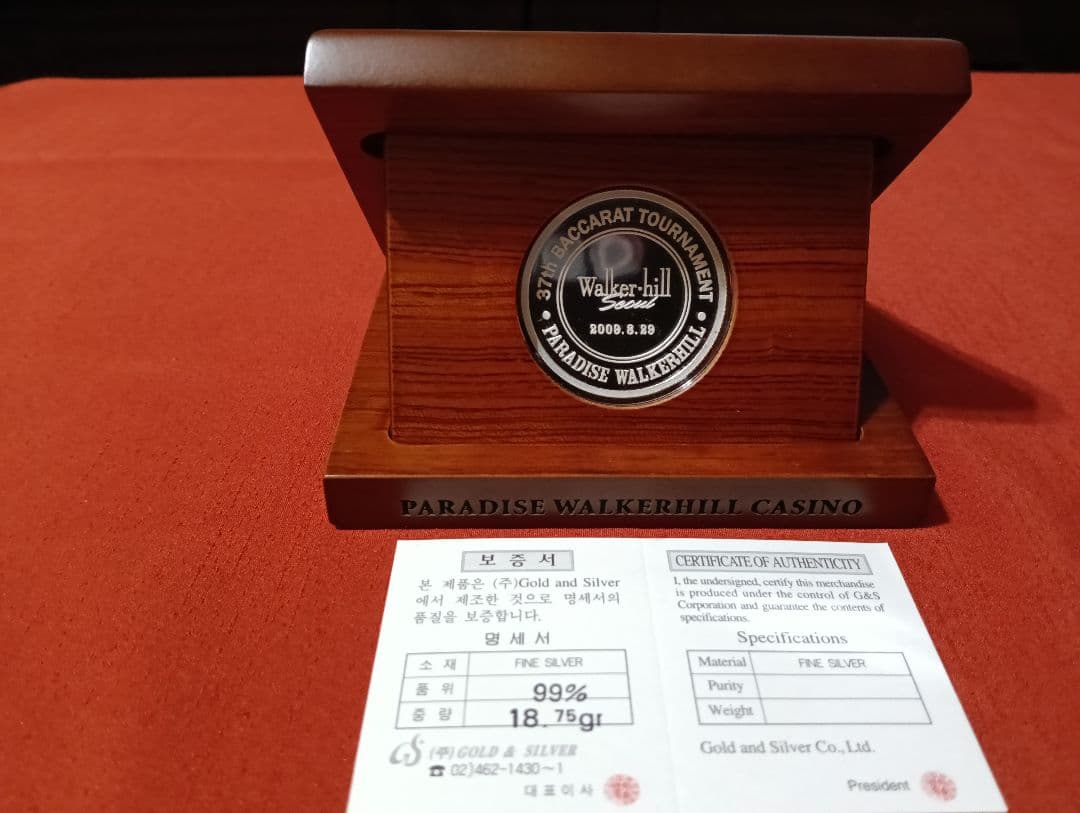 37th BACCARAT TOURNAMENT
Walker-hill
Seoul
2009.8.29
• PARADISE WALKERHILL •
PARADISE WALKERHILL CASINO
보 증 서
본 제품은 (주)Gold and Silver
에서 제조한 것으로 명세서의
품질을 보증합니다.
명 세 서
소 재 FINE SILVER
품 위 99%
중 량 18.75gr
GS (주)GOLD & SILVER
☎ 02)462-1430~1
대 표 이 사
CERTIFICATE OF AUTHENTICITY
I, the undersigned, certify this merchandise
is produced under the control of G&S
Corporation and guarantee the contents of
specifications.
Specifications
Material FINE SILVER
Purity
Weight
Gold and Silver Co., Ltd.
President